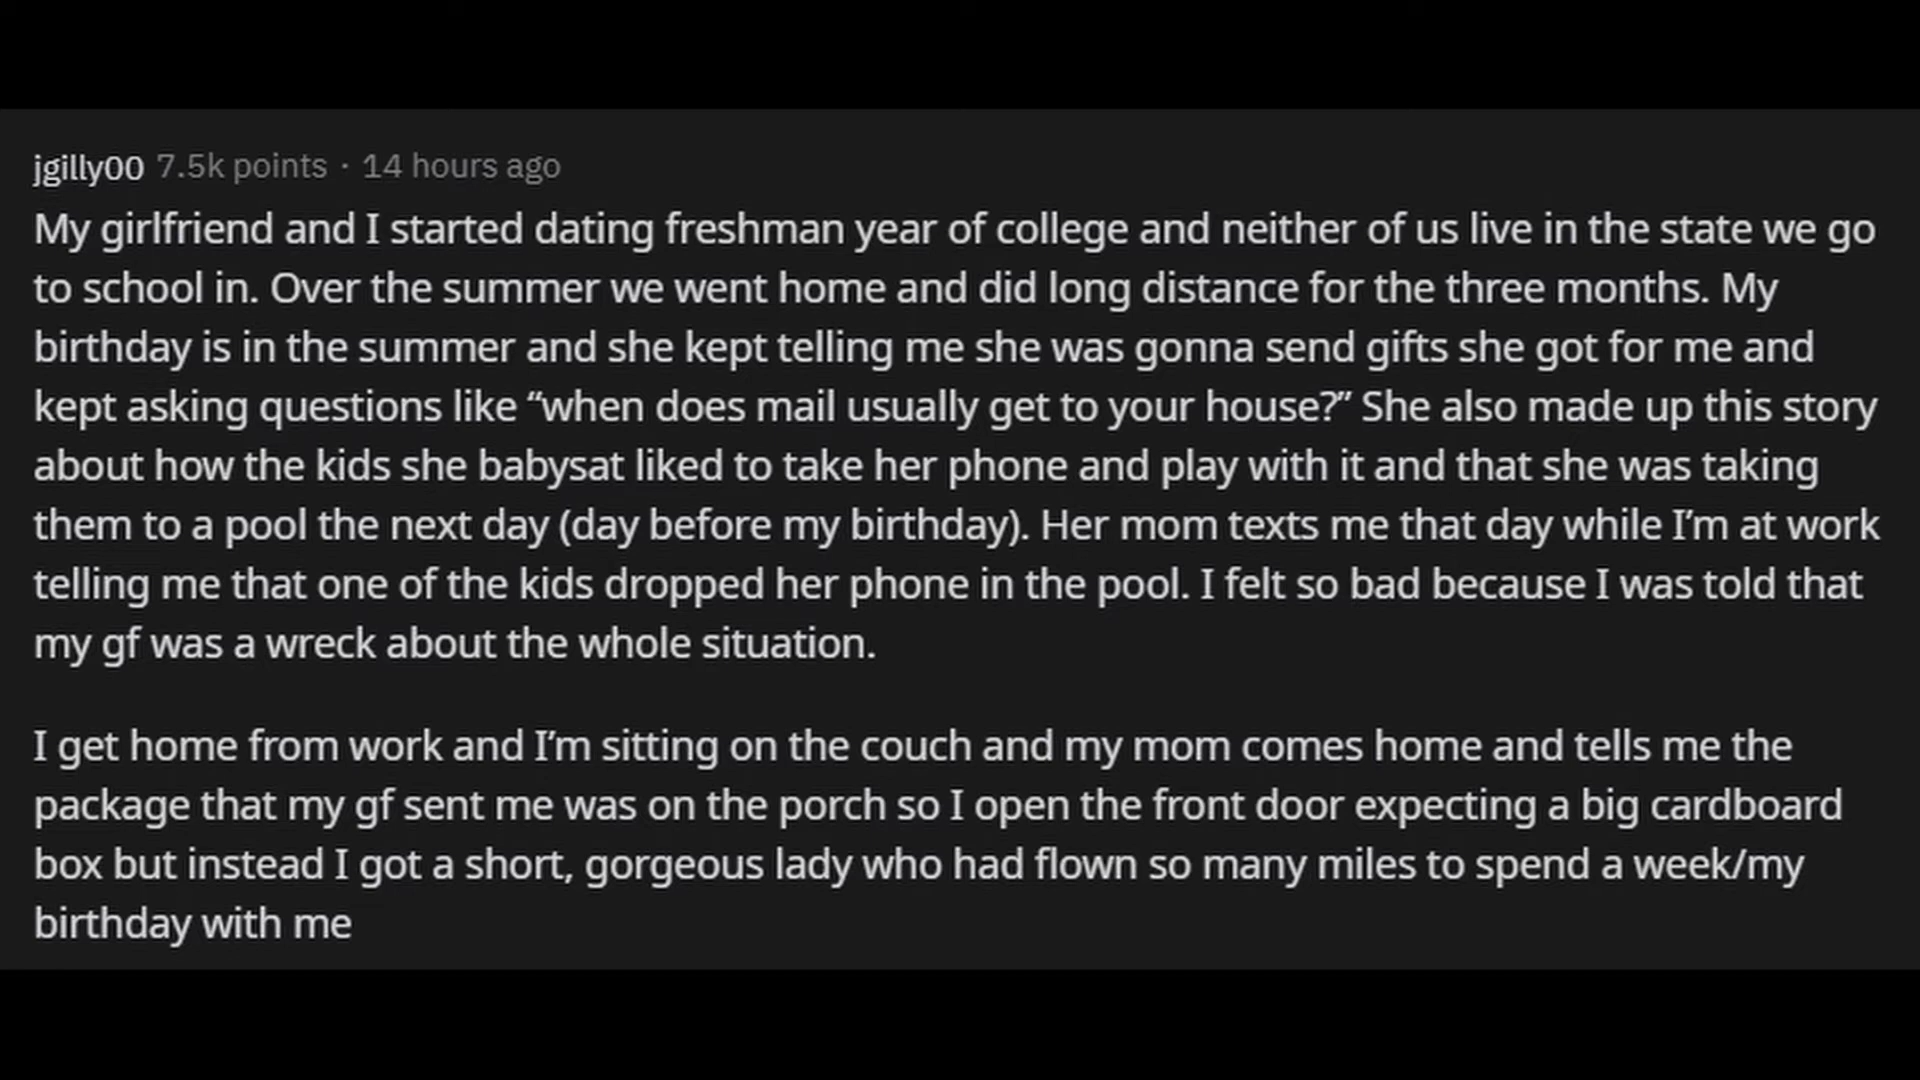 jgilly00 7.5k points · 14 hours ago
My girlfriend and I started dating freshman year of college and neither of us live in the state we go
to school in. Over the summer we went home and did long distance for the three months. My
birthday is in the summer and she kept telling me she was gonna send gifts she got for me and
kept asking questions like “when does mail usually get to your house?” She also made up this story
about how the kids she babysat liked to take her phone and play with it and that she was taking
them to a pool the next day (day before my birthday). Her mom texts me that day while I’m at work
telling me that one of the kids dropped her phone in the pool. I felt so bad because I was told that
my gf was a wreck about the whole situation.
I get home from work and I’m sitting on the couch and my mom comes home and tells me the
package that my gf sent me was on the porch so I open the front door expecting a big cardboard
box but instead I got a short, gorgeous lady who had flown so many miles to spend a week/my
birthday with me